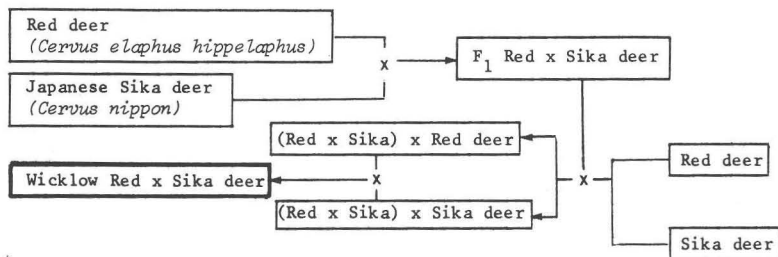 Red deer
(Cervus elaphus hippelaphus)
x
F1 Red x Sika deer
Japanese Sika deer
(Cervus nippon)
(Red x Sika) x Red deer
Red deer
Wicklow Red x Sika deer
x
x
(Red x Sika) x Sika deer
Sika deer